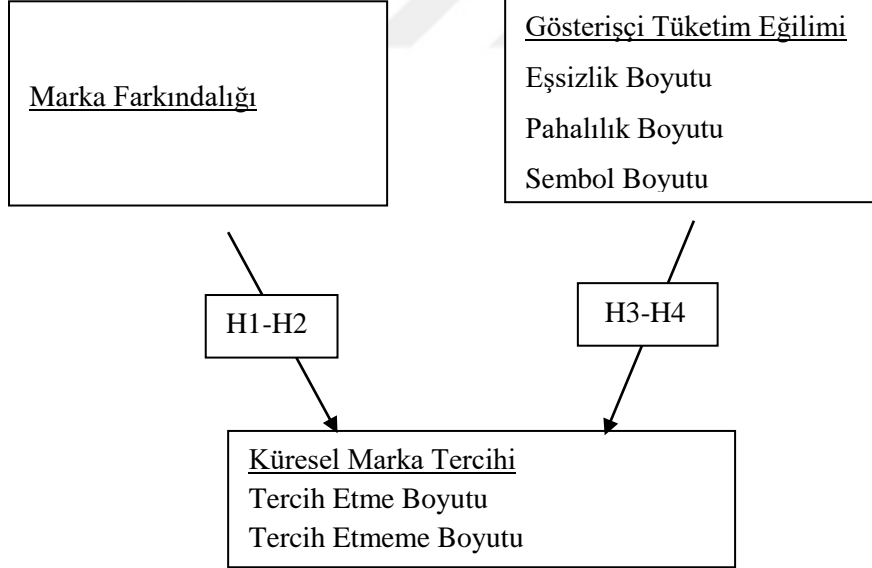 Marka Farkındalığı
Gösterişçi Tüketim Eğilimi
Eşsizlik Boyutu
Pahalılık Boyutu
Sembol Boyutu
H1-H2
H3-H4
Küresel Marka Tercihi
Tercih Etme Boyutu
Tercih Etmeme Boyutu